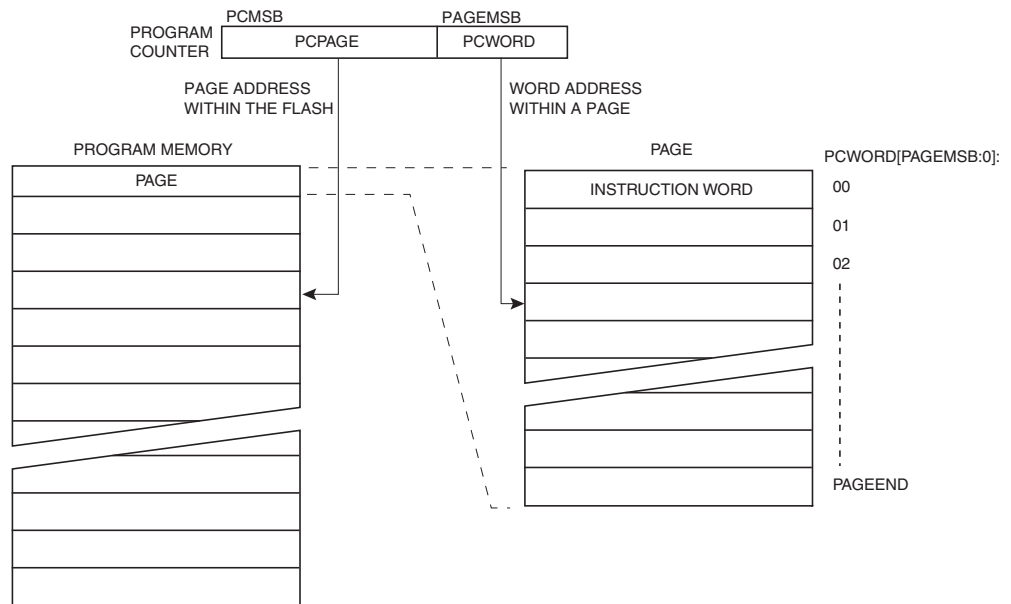 PCMSB
PAGEMSB
PROGRAM
COUNTER
PCPAGE
PCWORD
PAGE ADDRESS
WITHIN THE FLASH
WORD ADDRESS
WITHIN A PAGE
PROGRAM MEMORY
PAGE
PAGE
INSTRUCTION WORD
PCWORD[PAGEMSB:0]:
00
01
02
PAGEEND